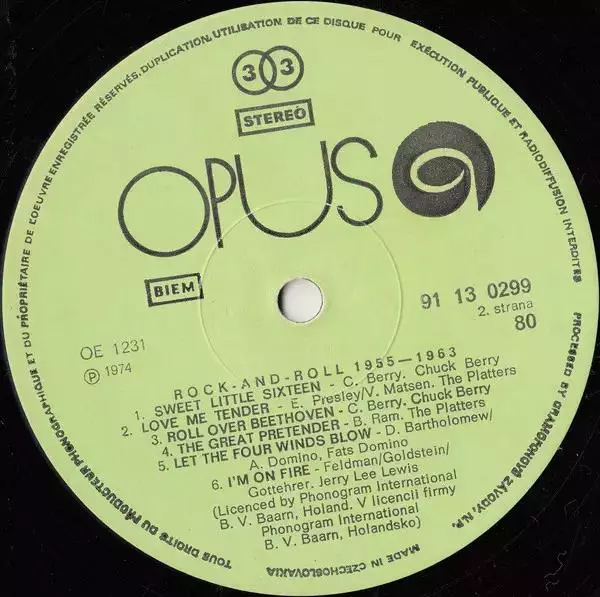 TOUS DROITS DU PRODUCTEUR PHONOGRAPHIQUE ET DU PROPRIÉTAIRE DE L'OEUVRE ENREGISTRÉE RÉSERVÉS. DUPLICATION, UTILISATION DE CE DISQUE POUR EXÉCUTION PUBLIQUE ET RADIODIFFUSION INTERDITES
33
STEREO
OPUS
BIEM
91 13 0299
2. strana
80
OE 1231
Ⓟ 1974
ROCK-AND-ROLL 1955—1963
1. SWEET LITTLE SIXTEEN - C. Berry. Chuck Berry
2. LOVE ME TENDER - E. Presley/V. Matsen. The Platters
3. ROLL OVER BEETHOVEN - C. Berry. Chuck Berry
4. THE GREAT PRETENDER - B. Ram. The Platters
5. LET THE FOUR WINDS BLOW - D. Bartholomew/
A. Domino, Fats Domino
6. I'M ON FIRE - Feldman/Goldstein/
Gottehrer. Jerry Lee Lewis
(Licenced by Phonogram International
B. V. Baarn, Holand. V licencii firmy
Phonogram International
B. V. Baarn, Holandsko)
PROCESSED BY GRAMOFONOVÉ ZÁVODY, N.P.
MADE IN CZECHOSLOVAKIA